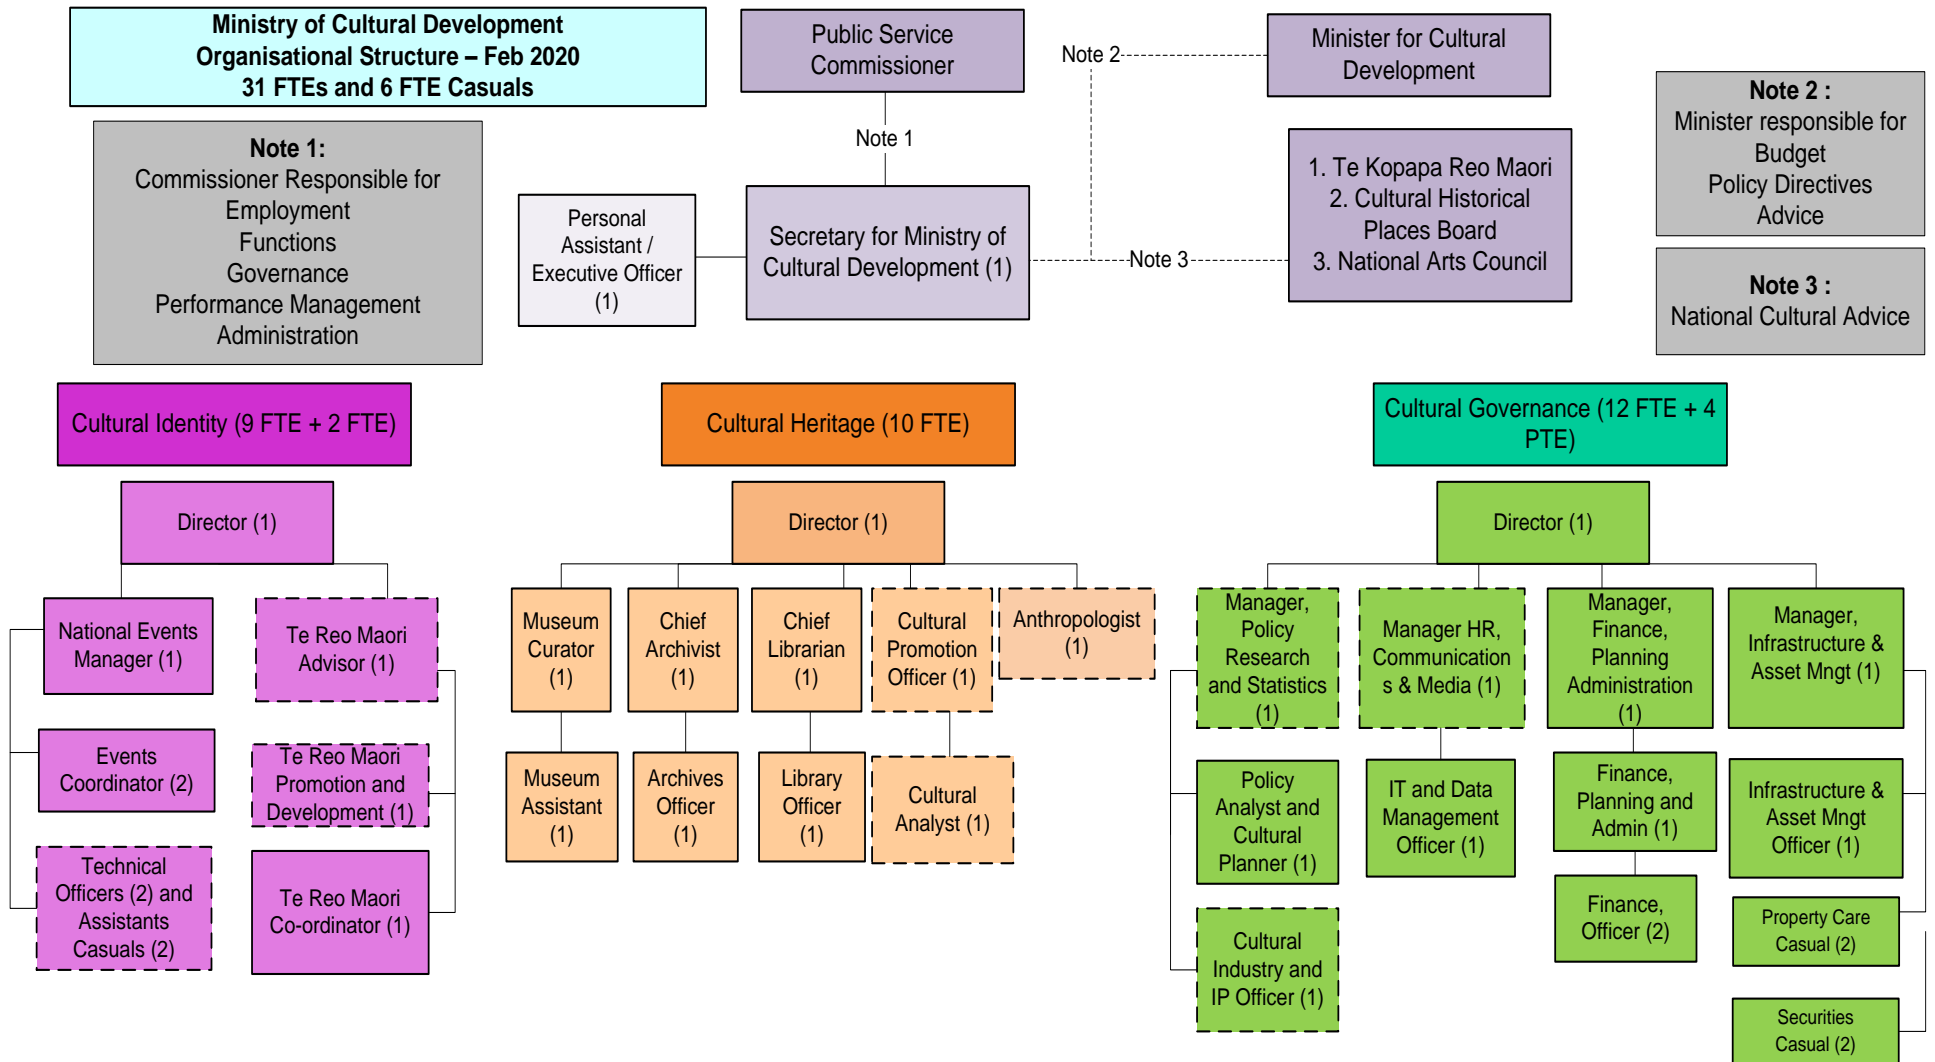 Ministry of Cultural Development
Organisational Structure – Feb 2020
31 FTEs and 6 FTE Casuals
Public Service
Commissioner
Note 2
Minister for Cultural
Development
Note 1:
Commissioner Responsible for
Employment
Functions
Governance
Performance Management
Administration
Note 1
Personal
Assistant /
Executive Officer
(1)
Secretary for Ministry of
Cultural Development (1)
Note 3
1. Te Kopapa Reo Maori
2. Cultural Historical
Places Board
3. National Arts Council
Note 2 :
Minister responsible for
Budget
Policy Directives
Advice
Note 3 :
National Cultural Advice
Cultural Identity (9 FTE + 2 FTE)
Director (1)
National Events
Manager (1)
Events
Coordinator (2)
Technical
Officers (2) and
Assistants
Casuals (2)
Te Reo Maori
Advisor (1)
Te Reo Maori
Promotion and
Development (1)
Te Reo Maori
Co-ordinator (1)
Cultural Heritage (10 FTE)
Director (1)
Museum
Curator
(1)
Chief
Archivist
(1)
Chief
Librarian
(1)
Cultural
Promotion
Officer (1)
Anthropologist
(1)
Museum
Assistant
(1)
Archives
Officer
(1)
Library
Officer
(1)
Cultural
Analyst (1)
Cultural Governance (12 FTE + 4
PTE)
Director (1)
Manager,
Policy
Research
and Statistics
(1)
Manager HR,
Communication
s & Media (1)
Manager,
Finance,
Planning
Administration
(1)
Manager,
Infrastructure &
Asset Mngt (1)
Policy
Analyst and
Cultural
Planner (1)
IT and Data
Management
Officer (1)
Finance,
Planning and
Admin (1)
Infrastructure &
Asset Mngt
Officer (1)
Cultural
Industry and
IP Officer (1)
Finance,
Officer (2)
Property Care
Casual (2)
Securities
Casual (2)